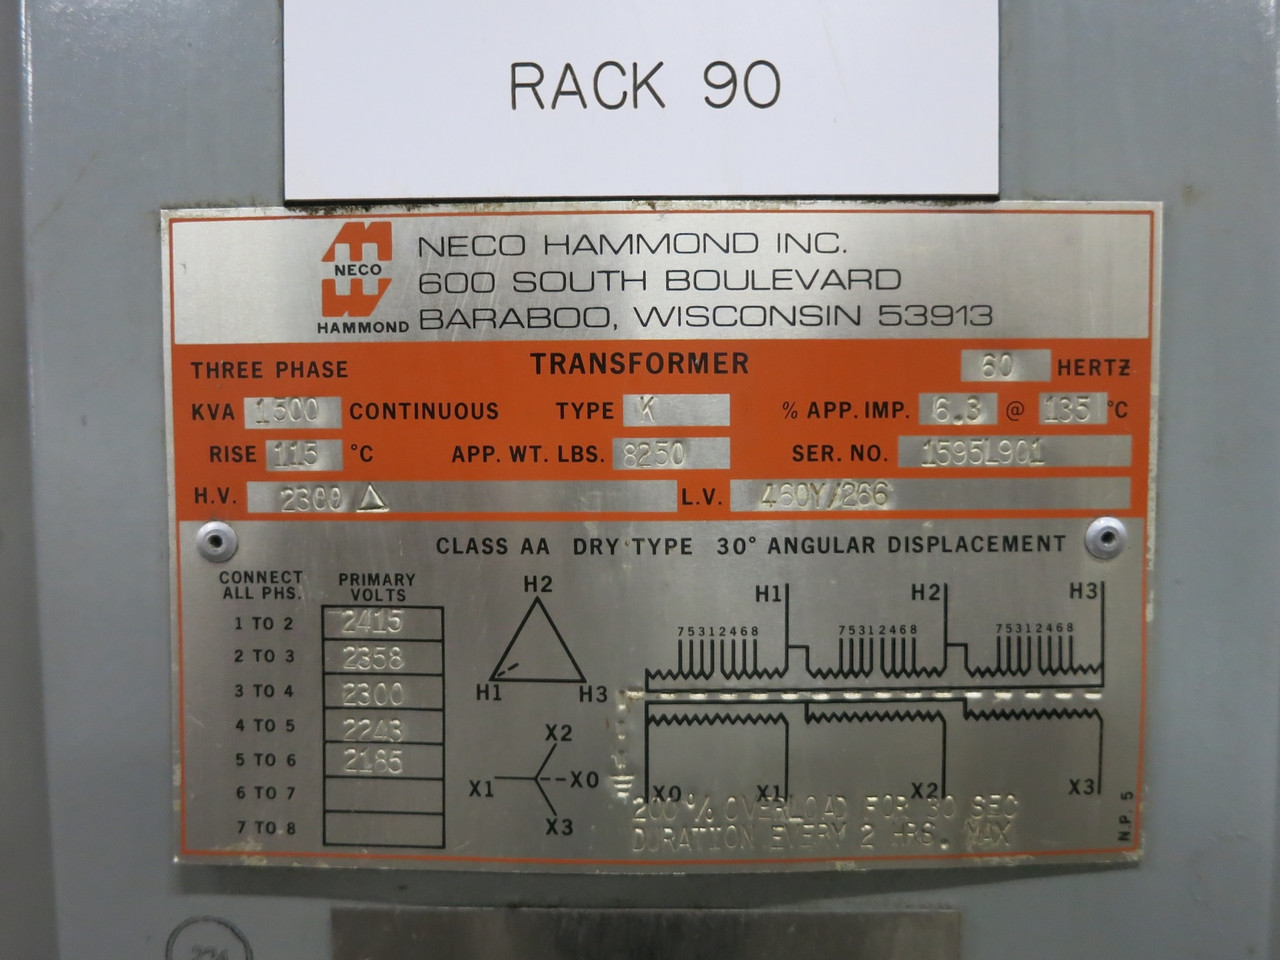 RACK 90
NECO
HAMMOND
NECO HAMMOND INC.
600 SOUTH BOULEVARD
BARABOO, WISCONSIN 53913
THREE PHASE TRANSFORMER 60 HERTZ
KVA 1500 CONTINUOUS TYPE K % APP. IMP. 6.3 @ 135 °C
RISE 115 °C APP. WT. LBS. 8250 SER. NO. 1595L901
H.V. 2300 △ L.V. 460Y/266
CLASS AA DRY TYPE 30° ANGULAR DISPLACEMENT
CONNECT ALL PHS. PRIMARY VOLTS
1 TO 2 2415
2 TO 3 2358
3 TO 4 2300
4 TO 5 2243
5 TO 6 2185
6 TO 7
7 TO 8
H2
H1 H3
X2
X1 X0
X3
H1 H2 H3
75312468 75312468 75312468
X0 X1 X2 X3
200% OVERLOAD FOR 30 SEC
DURATION EVERY 2 HRS. MAX
N.P. 5